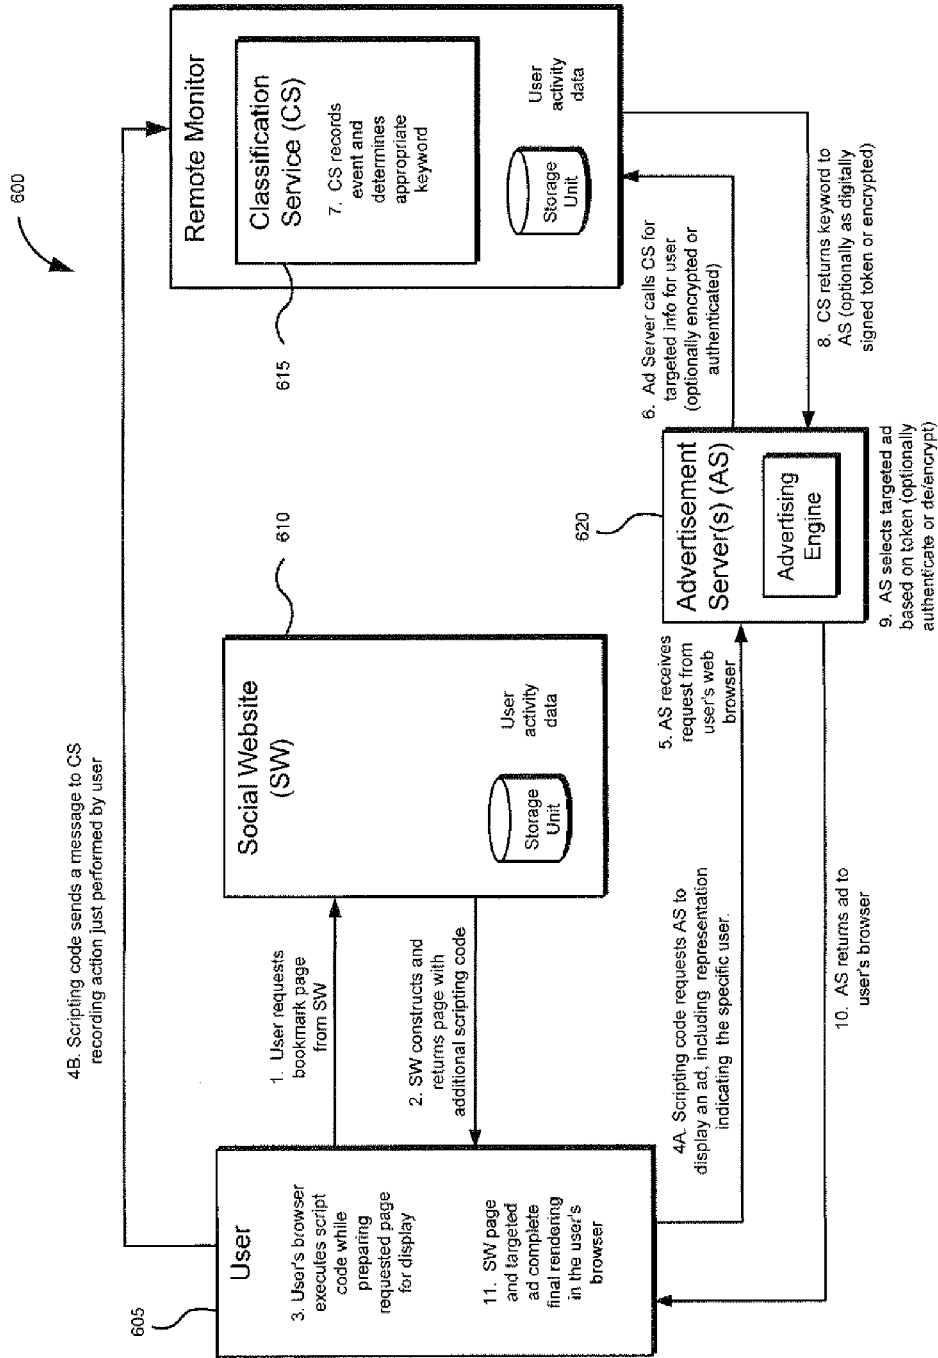 600
4B. Scripting code sends a message to CS
recording action just performed by user
605
User
3. User's browser
executes script
code while
preparing
requested page
for display
11. SW page
and targeted
ad complete
final rendering
in the user's
browser
1. User requests
bookmark page
from SW
2. SW constructs and
returns page with
additional scripting code
610
Social Website
(SW)
Storage
Unit
User
activity
data
615
Remote Monitor
Classification
Service (CS)
7. CS records
event and
determines
appropriate
keyword
Storage
Unit
User
activity
data
4A. Scripting code requests AS to
display an ad, including representation
indicating the specific user.
5. AS receives
request from
user's web
browser
620
Advertisement
Server(s) (AS)
Advertising
Engine
6. Ad Server calls CS for
targeted info for user
(optionally encrypted or
authenticated)
8. CS returns keyword to
AS (optionally as digitally
signed token or encrypted)
9. AS selects targeted ad
based on token (optionally
authenticate or de/encrypt)
10. AS returns ad to
user's browser